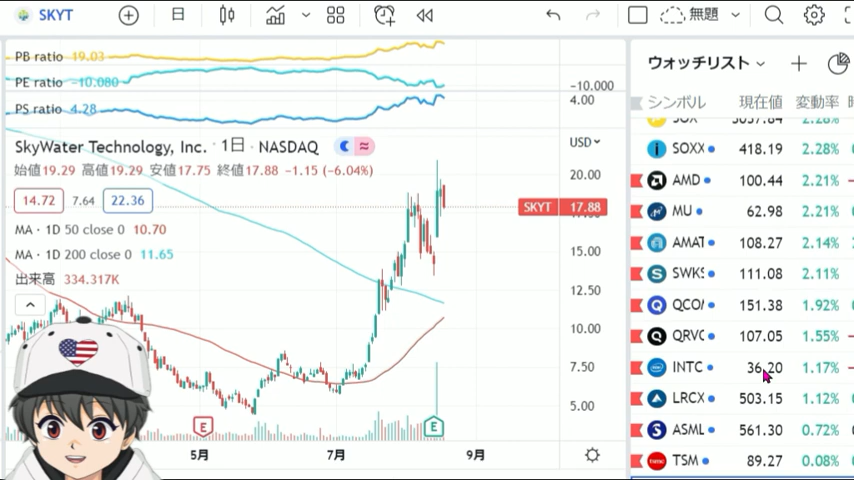 SKYT
日
無題
PB ratio 19.03
PE ratio −10.080
−10.000
PS ratio 4.28
4.00
SkyWater Technology, Inc. · 1日 · NASDAQ
USD
始値19.29 高値19.29 安値17.75 終値17.88 −1.15 (−6.04%)
14.72 7.64 22.36
MA · 1D 50 close 0 10.70
MA · 1D 200 close 0 11.65
出来高 334.317K
20.00
SKYT 17.88
15.00
12.50
10.00
7.50
5.00
E E
5月 7月 9月
ウォッチリスト
シンボル 現在値 変動率
SOX 3037.84 2.28%
SOXX 418.19 2.28%
AMD 100.44 2.21%
MU 62.98 2.21%
AMAT 108.27 2.14%
SWKS 111.08 2.11%
QCO 151.38 1.92%
QRVO 107.05 1.55%
INTC 36.20 1.17%
LRCX 503.15 1.12%
ASML 561.30 0.72%
TSM 89.27 0.08%